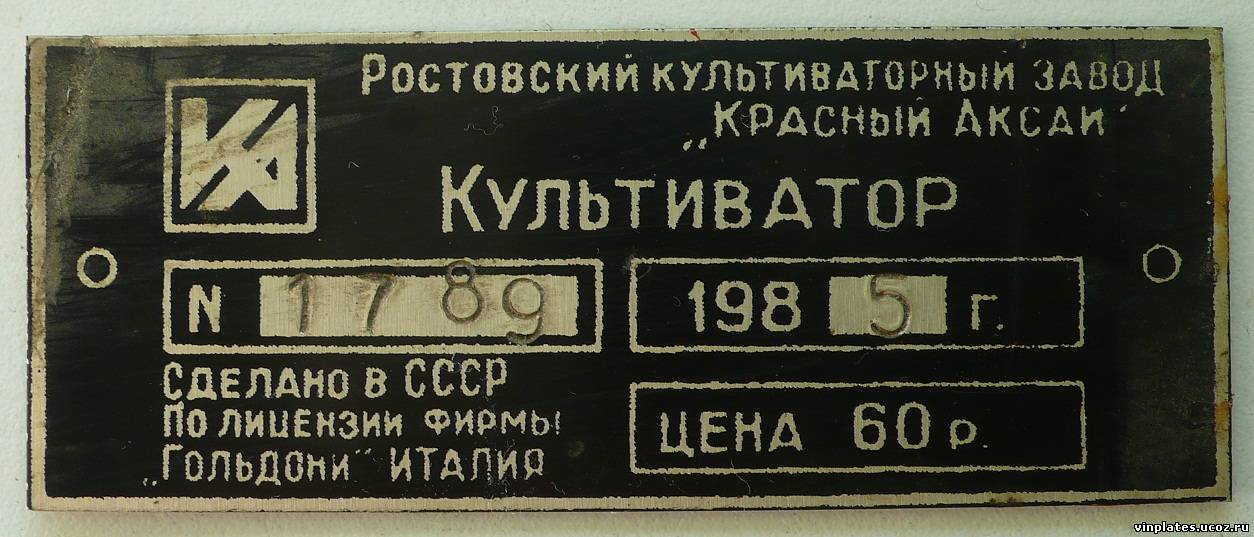 Ростовский культиваторный завод
„Красный Аксай"
Культиватор
N 1789
1985 г.
Сделано в СССР
по лицензии фирмы
„Гольдони" Италия
Цена 60 р.
vinplates.ucoz.ru